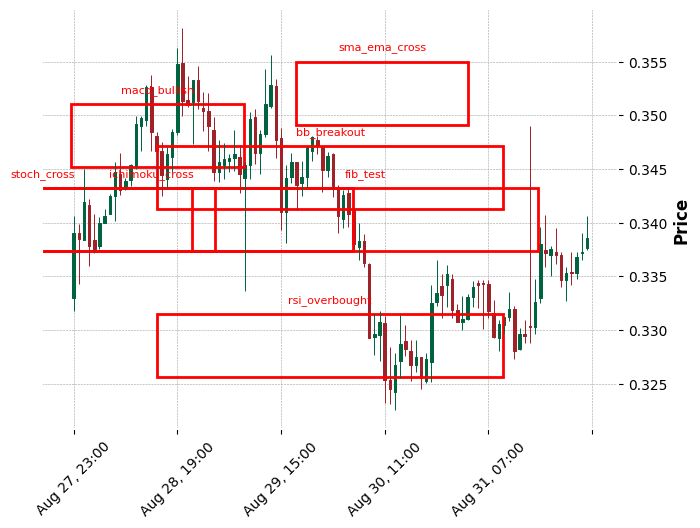 sma_ema_cross
macd_bullish
bb_breakout
stoch_cross
ichimoku_cross
fib_test
rsi_overbought
0.355
0.350
0.345
0.340
0.335
0.330
0.325
Price
Aug 27, 23:00
Aug 28, 19:00
Aug 29, 15:00
Aug 30, 11:00
Aug 31, 07:00